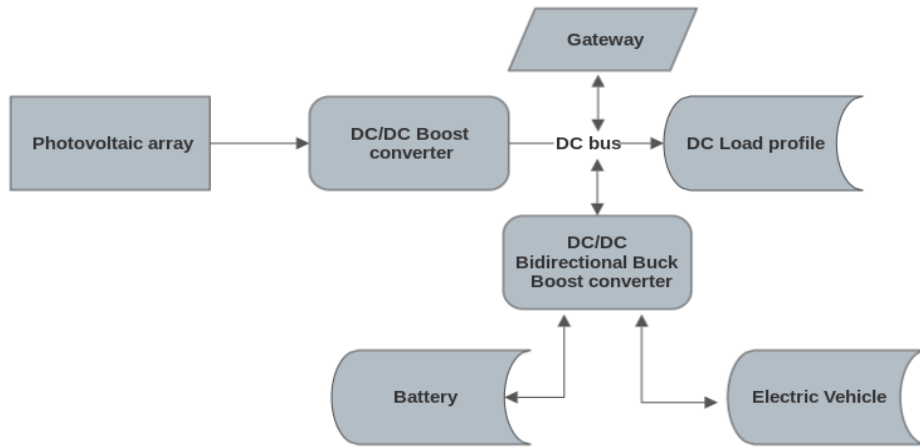 Gateway
Photovoltaic array
DC/DC Boost
converter
DC bus
DC Load profile
DC/DC
Bidirectional Buck
Boost converter
Battery
Electric Vehicle